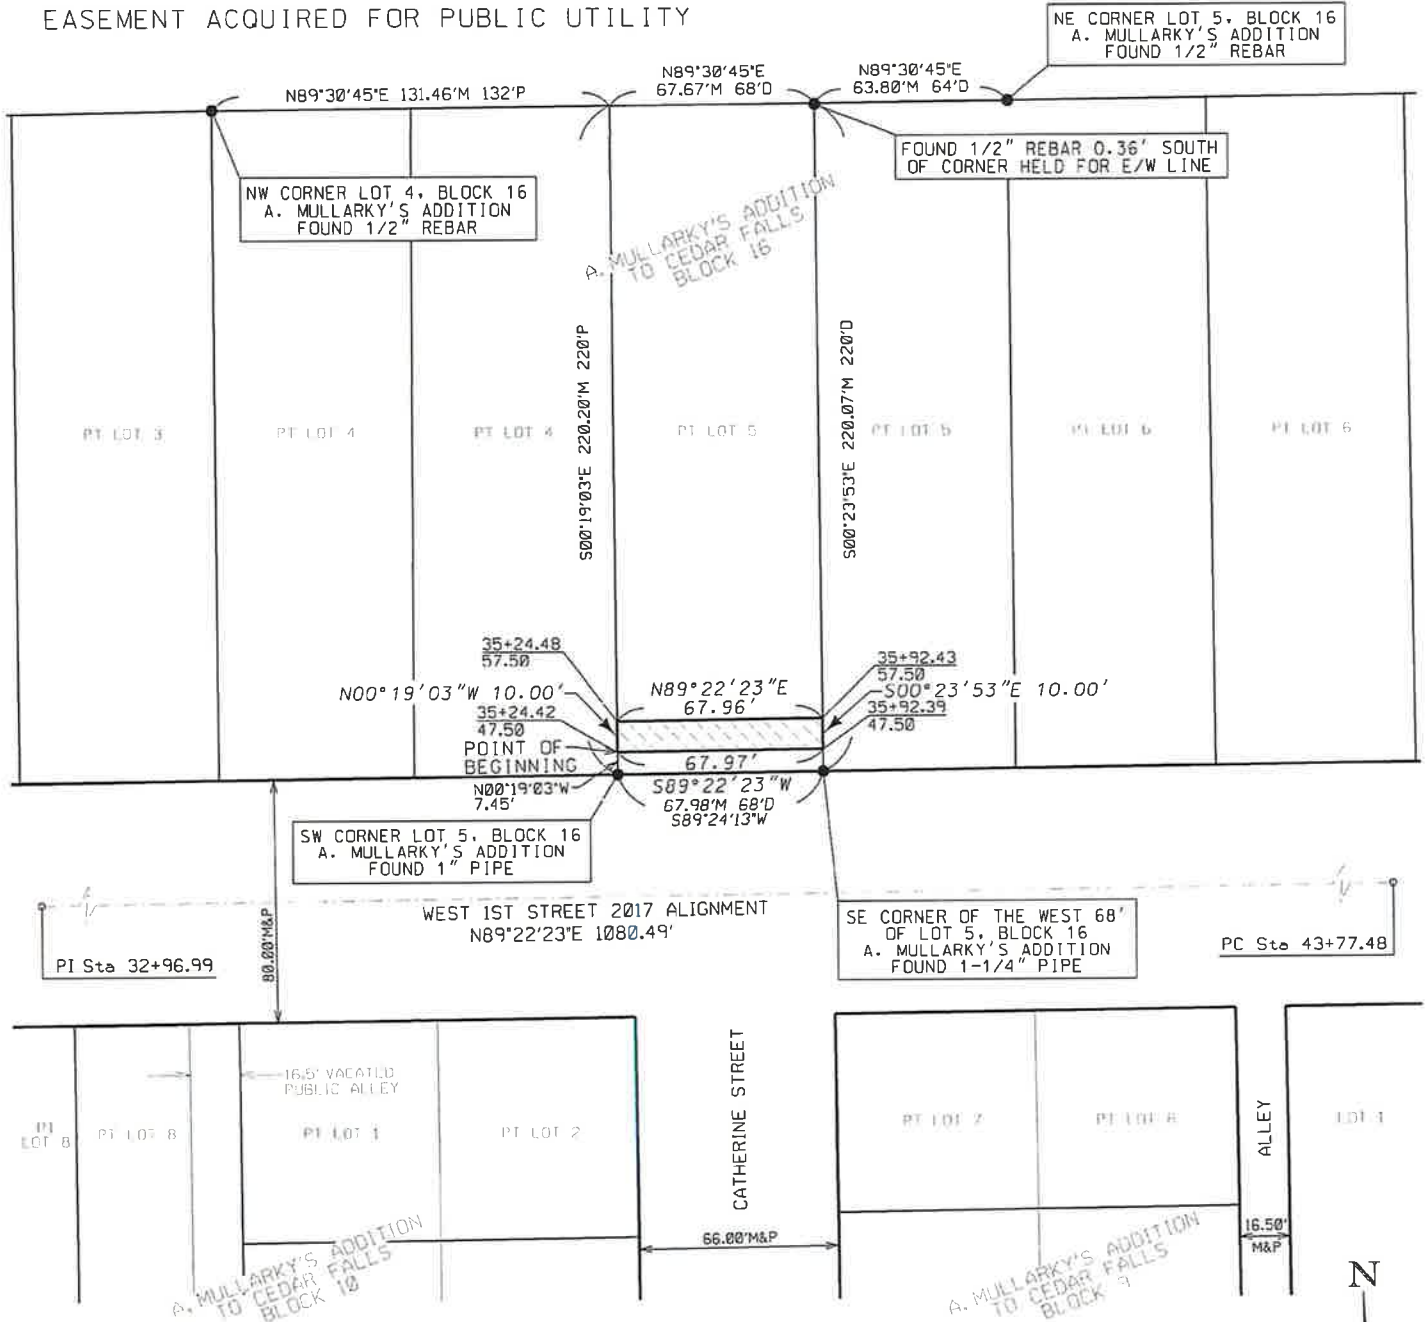 EASEMENT ACQUIRED FOR PUBLIC UTILITY
NE CORNER LOT 5, BLOCK 16
A. MULLARKY'S ADDITION
FOUND 1/2" REBAR
N89°30'45"E 131.46'M 132'P
N89°30'45"E
67.67'M 68'D
N89°30'45"E
63.80'M 64'D
FOUND 1/2" REBAR 0.36' SOUTH
OF CORNER HELD FOR E/W LINE
NW CORNER LOT 4, BLOCK 16
A. MULLARKY'S ADDITION
FOUND 1/2" REBAR
A. MULLARKY'S ADDITION
TO CEDAR FALLS
BLOCK 16
S00°19'03"E 220.20'M 220'P
S00°23'53"E 220.07'M 220'D
PT LOT 3
PT LOT 4
PT LOT 4
PT LOT 5
PT LOT 5
PT LOT 6
PT LOT 6
35+24.48
57.50
N00°19'03"W 10.00'
35+24.42
47.50
POINT OF
BEGINNING
N00°19'03"W
7.45'
N89°22'23"E
67.96'
35+92.43
57.50
S00°23'53"E 10.00'
35+92.39
47.50
67.97'
S89°22'23"W
67.98'M 68'D
S89°24'13"W
SW CORNER LOT 5, BLOCK 16
A. MULLARKY'S ADDITION
FOUND 1" PIPE
WEST 1ST STREET 2017 ALIGNMENT
N89°22'23"E 1080.49'
SE CORNER OF THE WEST 68'
OF LOT 5, BLOCK 16
A. MULLARKY'S ADDITION
FOUND 1-1/4" PIPE
PI Sta 32+96.99
PC Sta 43+77.48
80.00'M&P
16.5' VACATED
PUBLIC ALLEY
PT
LOT 8
PT LOT 8
PT LOT 1
PT LOT 2
CATHERINE STREET
PT LOT 7
PT LOT 8
ALLEY
LOT 1
66.00'M&P
16.50'
M&P
A. MULLARKY'S ADDITION
TO CEDAR FALLS
BLOCK 10
A. MULLARKY'S ADDITION
TO CEDAR FALLS
BLOCK 9
N